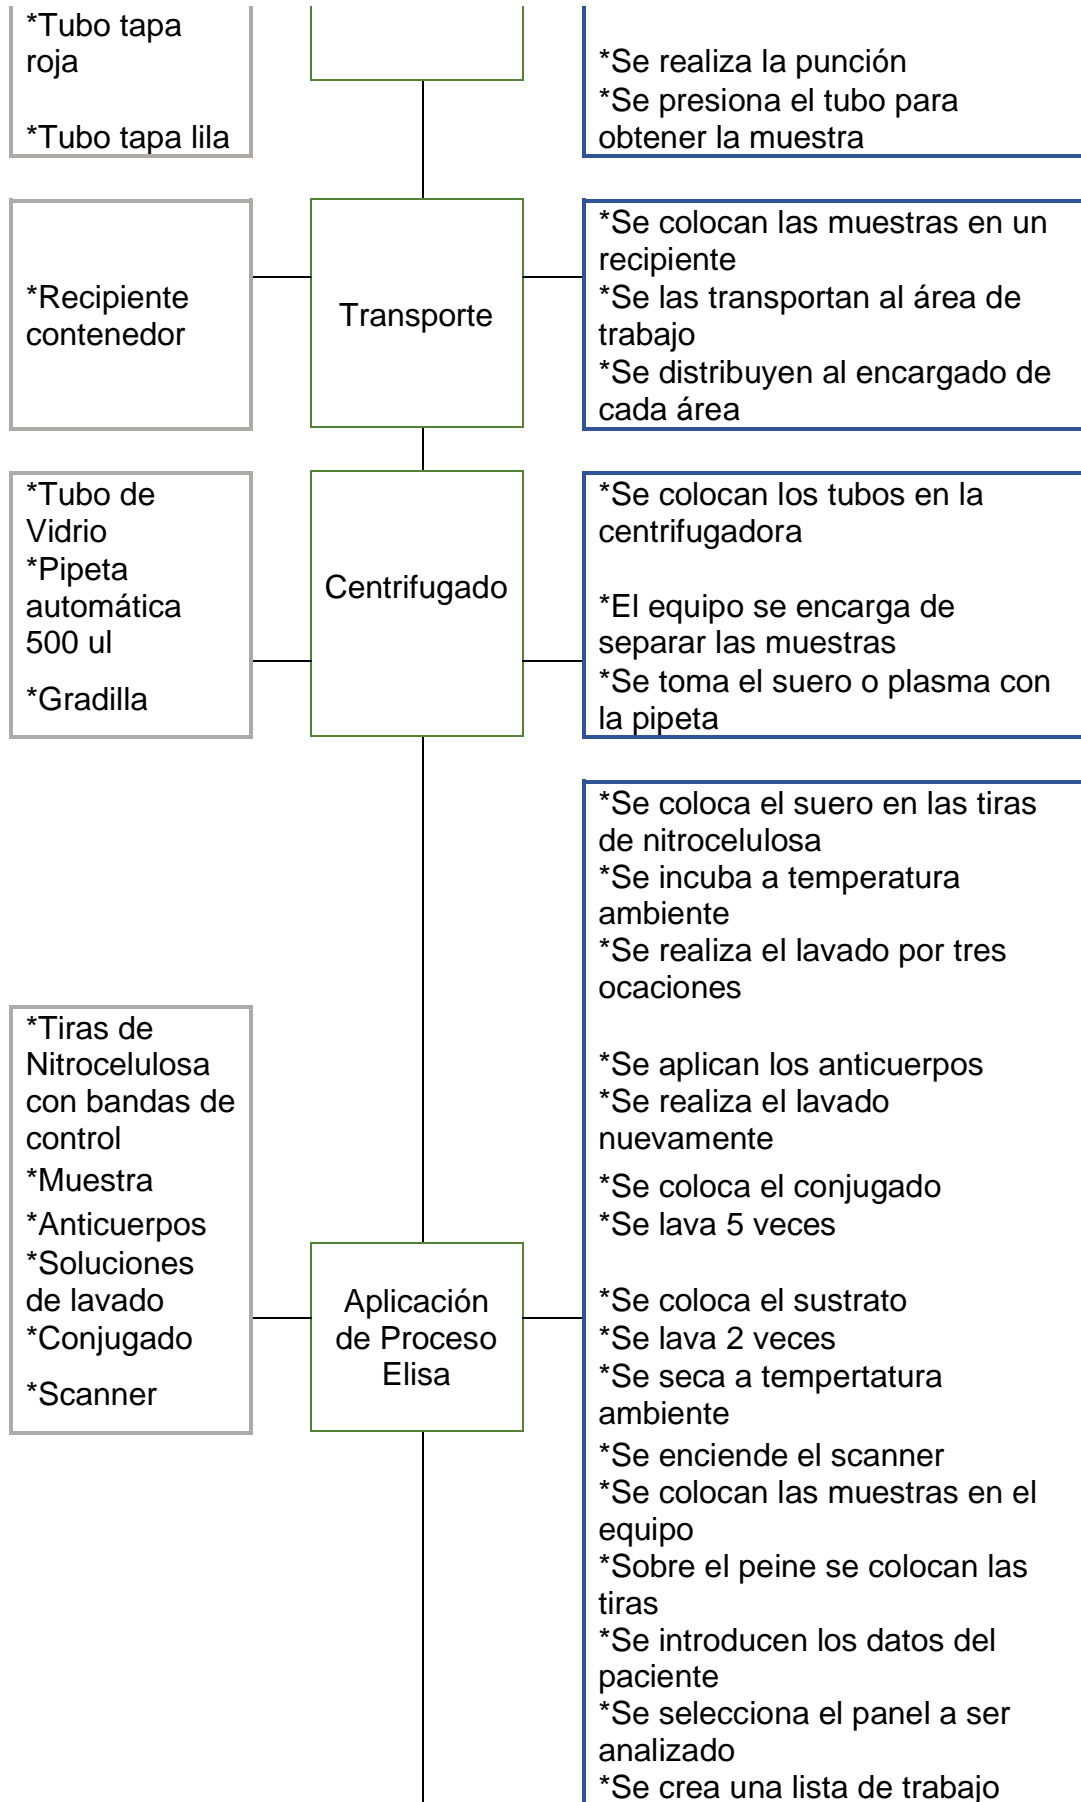 *Tubo tapa
roja
*Tubo tapa lila
*Se realiza la punción
*Se presiona el tubo para
obtener la muestra
*Recipiente
contenedor
Transporte
*Se colocan las muestras en un
recipiente
*Se las transportan al área de
trabajo
*Se distribuyen al encargado de
cada área
*Tubo de
Vidrio
*Pipeta
automática
500 ul
*Gradilla
Centrifugado
*Se colocan los tubos en la
centrifugadora
*El equipo se encarga de
separar las muestras
*Se toma el suero o plasma con
la pipeta
*Tiras de
Nitrocelulosa
con bandas de
control
*Muestra
*Anticuerpos
*Soluciones
de lavado
*Conjugado
*Scanner
Aplicación
de Proceso
Elisa
*Se coloca el suero en las tiras
de nitrocelulosa
*Se incuba a temperatura
ambiente
*Se realiza el lavado por tres
ocaciones
*Se aplican los anticuerpos
*Se realiza el lavado
nuevamente
*Se coloca el conjugado
*Se lava 5 veces
*Se coloca el sustrato
*Se lava 2 veces
*Se seca a tempertatura
ambiente
*Se enciende el scanner
*Se colocan las muestras en el
equipo
*Sobre el peine se colocan las
tiras
*Se introducen los datos del
paciente
*Se selecciona el panel a ser
analizado
*Se crea una lista de trabajo